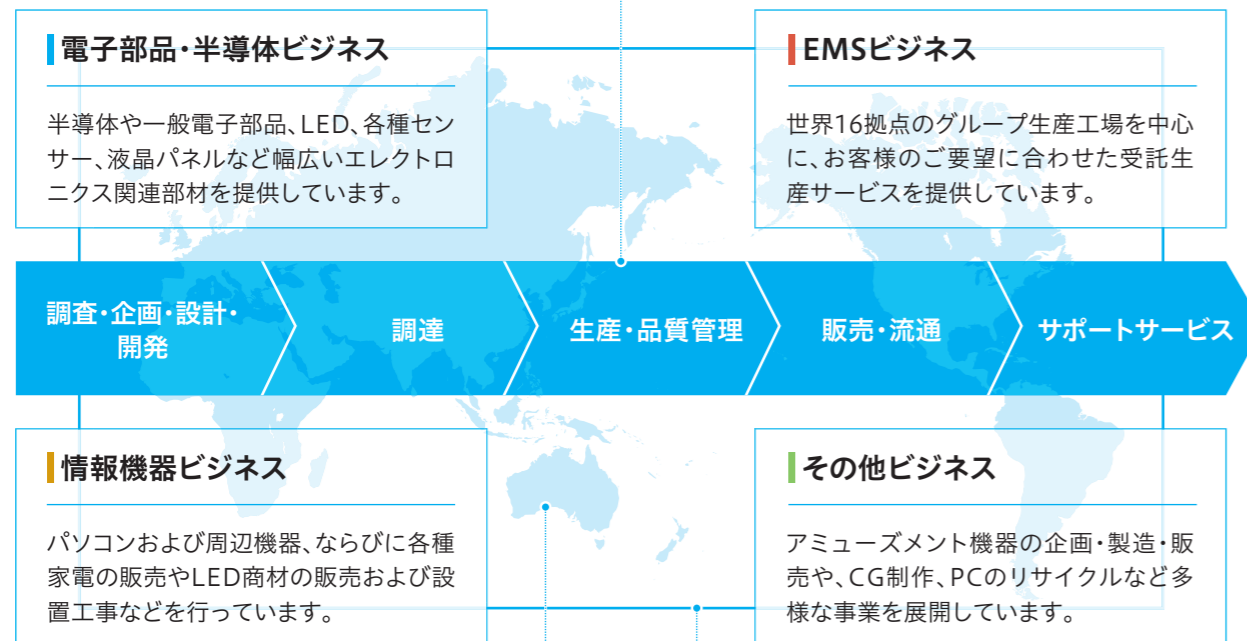 電子部品・半導体ビジネス
半導体や一般電子部品、LED、各種セン
サー、液晶パネルなど幅広いエレクトロ
ニクス関連部材を提供しています。
EMSビジネス
世界16拠点のグループ生産工場を中心
に、お客様のご要望に合わせた受託生
産サービスを提供しています。
調査・企画・設計・
開発
調達
生産・品質管理
販売・流通
サポートサービス
情報機器ビジネス
パソコンおよび周辺機器、ならびに各種
家電の販売やLED商材の販売および設
置工事などを行っています。
その他ビジネス
アミューズメント機器の企画・製造・販
売や、CG制作、PCのリサイクルなど多
様な事業を展開しています。